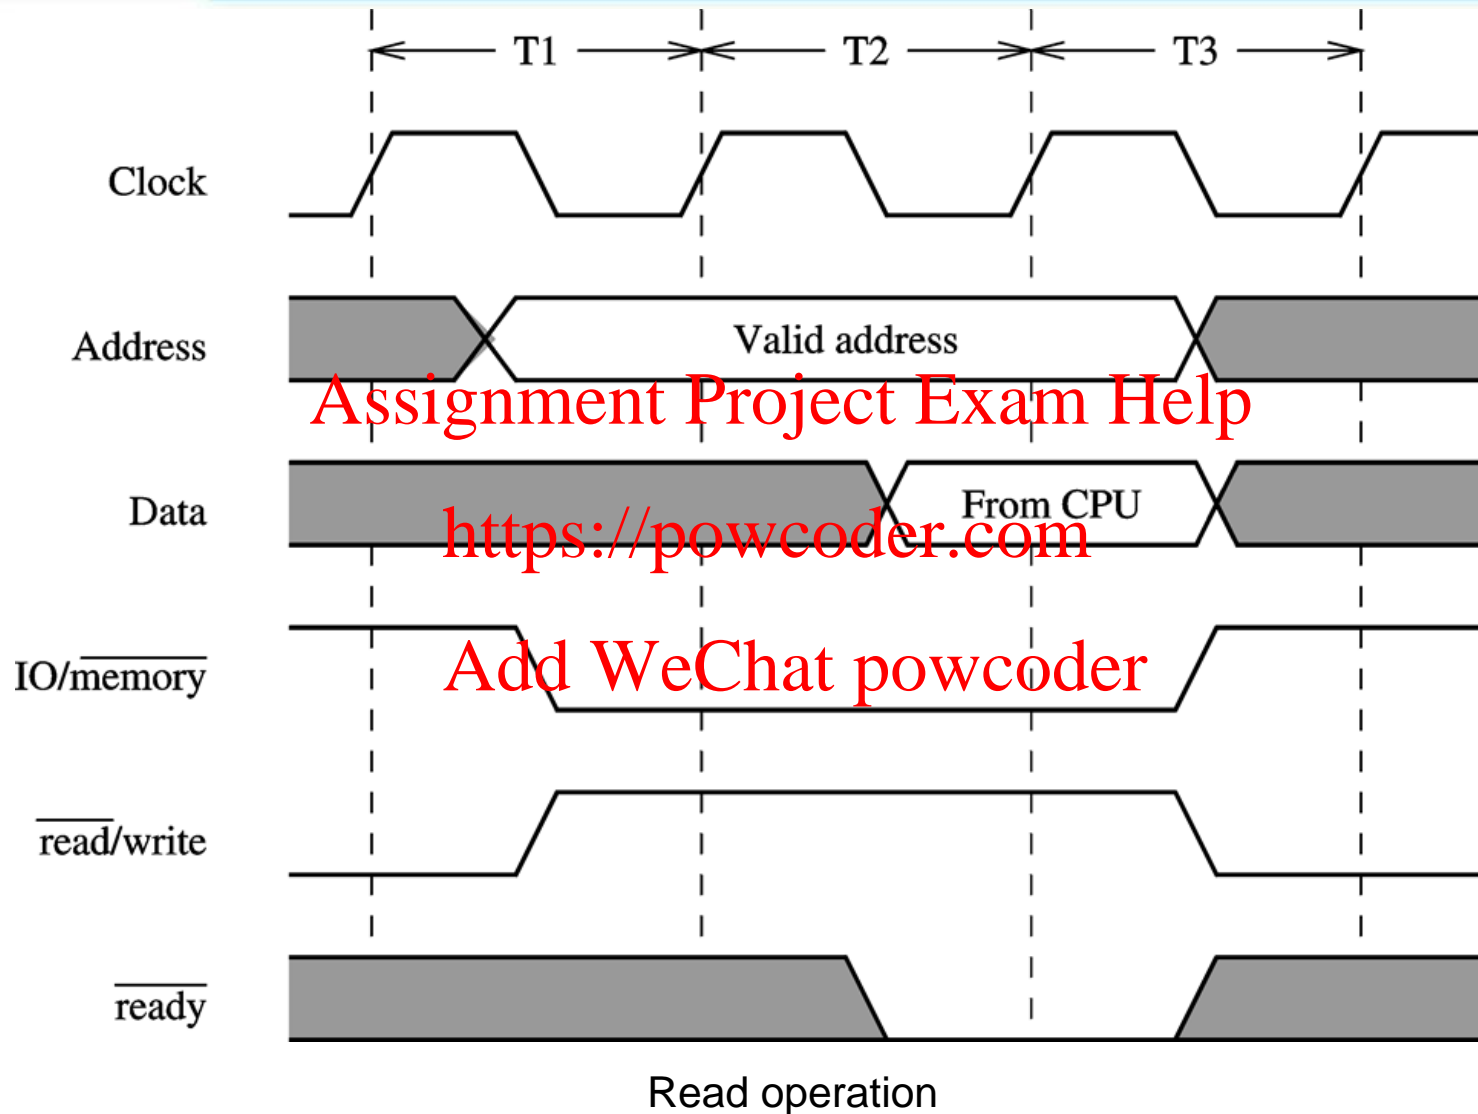 T1 T2 T3
Clock
Address Valid address
Assignment Project Exam Help
Data From CPU
https://powcoder.com
IO/memory Add WeChat powcoder
read/write
ready
Read operation